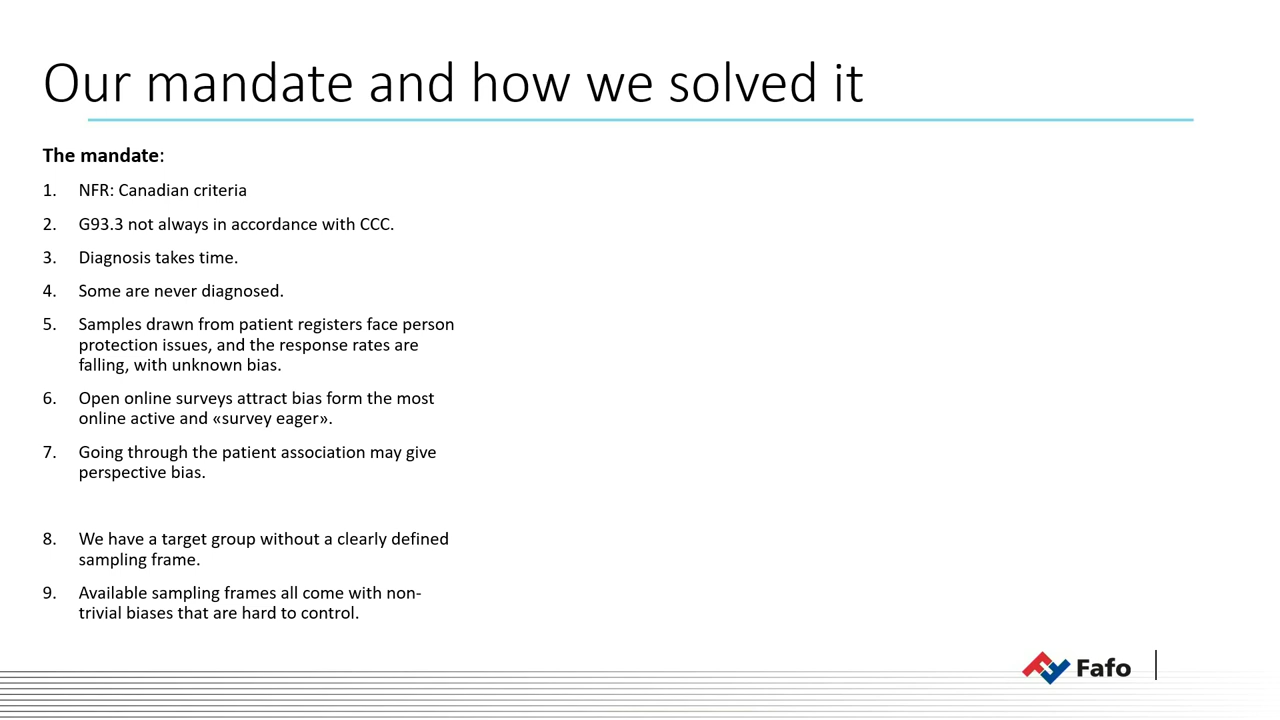 Our mandate and how we solved it
The mandate:
1. NFR: Canadian criteria
2. G93.3 not always in accordance with CCC.
3. Diagnosis takes time.
4. Some are never diagnosed.
5. Samples drawn from patient registers face person
protection issues, and the response rates are
falling, with unknown bias.
6. Open online surveys attract bias form the most
online active and «survey eager».
7. Going through the patient association may give
perspective bias.
8. We have a target group without a clearly defined
sampling frame.
9. Available sampling frames all come with non-
trivial biases that are hard to control.
Fafo